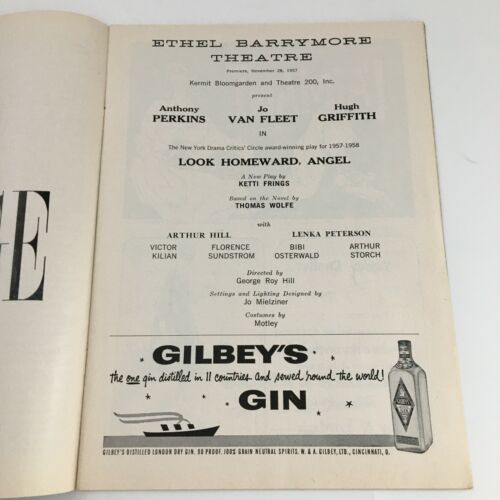 ETHEL BARRYMORE
THEATRE
Premiere, November 28, 1957
Kermit Bloomgarden and Theatre 200, Inc.
present
Anthony Jo Hugh
PERKINS VAN FLEET GRIFFITH
IN
The New York Drama Critics' Circle award-winning play for 1957-1958
LOOK HOMEWARD, ANGEL
A New Play by
KETTI FRINGS
Based on the Novel by
THOMAS WOLFE
with
ARTHUR HILL LENKA PETERSON
VICTOR FLORENCE BIBI ARTHUR
KILIAN SUNDSTROM OSTERWALD STORCH
Directed by
George Roy Hill
Settings and Lighting Designed by
Jo Mielziner
Costumes by
Motley
GILBEY'S
the one gin distilled in 11 countries and served 'round the world!
GIN
GILBEY'S DISTILLED LONDON DRY GIN. 90 PROOF. 100% GRAIN NEUTRAL SPIRITS. W. & A. GILBEY, LTD., CINCINNATI, O.